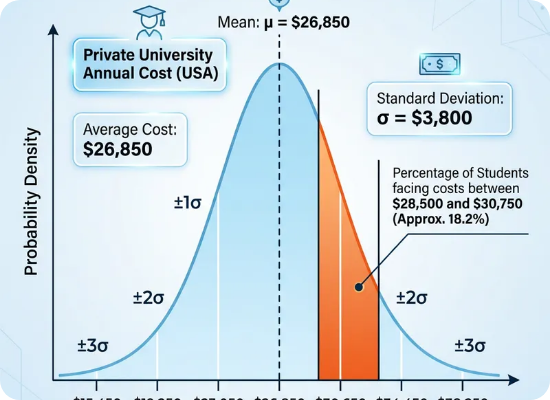 Mean: μ = $26,850
Private University
Annual Cost (USA)
$
Standard Deviation:
σ = $3,800
Average Cost:
$26,850
Percentage of Students
facing costs between
$28,500 and $30,750
(Approx. 18.2%)
Probability Density
±1σ
±2σ
±2σ
±3σ
±3σ